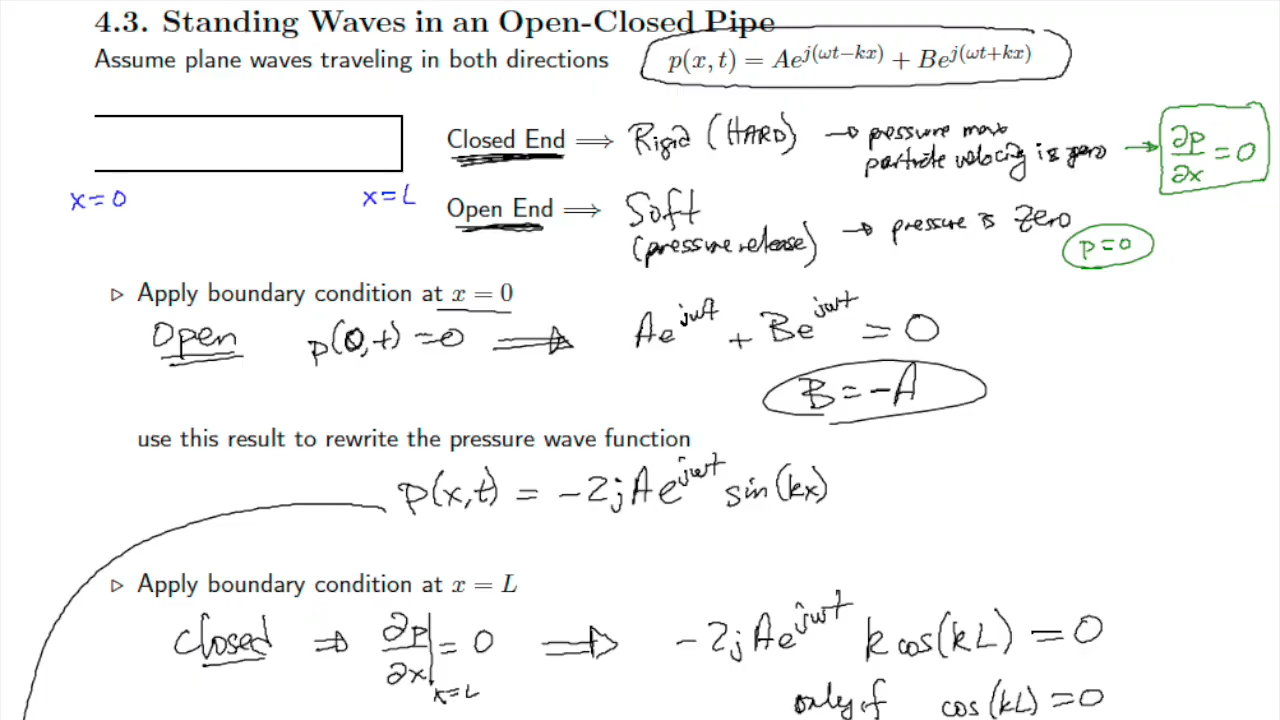 4.3. Standing Waves in an Open-Closed Pipe
Assume plane waves traveling in both directions p(x, t) = Ae^{j(ωt−kx)} + Be^{j(ωt+kx)}
Closed End ⟹ Rigid (HARD) → pressure max
particle velocity is zero → ∂p/∂x = 0
x=0 x=L
Open End ⟹ Soft
(pressure release) → pressure is zero
p=0
▷ Apply boundary condition at x = 0
Open p(0,t) = 0 ⟹ Ae^{jωt} + Be^{jωt} = 0
B = -A
use this result to rewrite the pressure wave function
p(x,t) = -2jAe^{jωt} sin(kx)
▷ Apply boundary condition at x = L
Closed ⇒ ∂p/∂x|_{x=L} = 0 ⟹ -2jAe^{jωt} k cos(kL) = 0
only if cos(kL) = 0